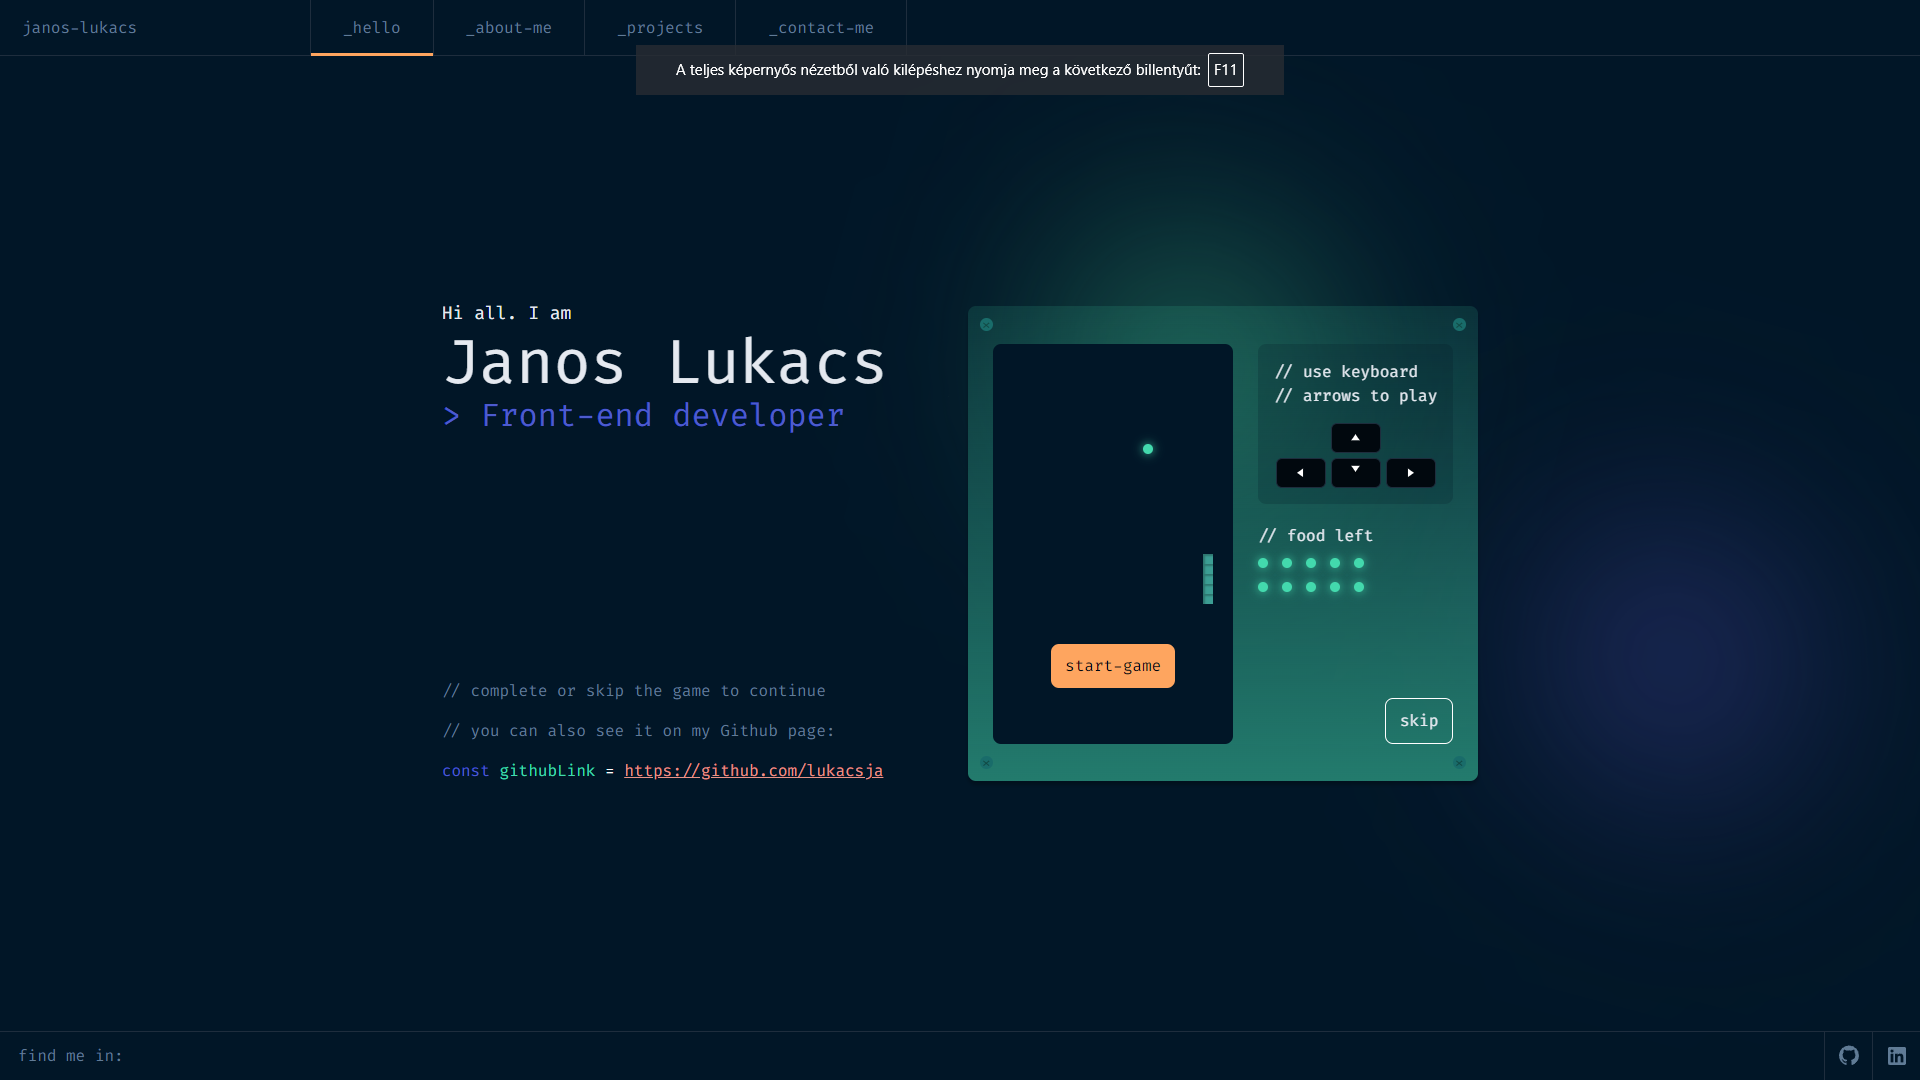 janos-lukacs
_hello
_about-me
_projects
_contact-me
A teljes képernyős nézetből való kilépéshez nyomja meg a következő billentyűt: F11
Hi all. I am
Janos Lukacs
> Front-end developer
// complete or skip the game to continue
// you can also see it on my Github page:
const githubLink = https://github.com/lukacsja
start-game
// use keyboard
// arrows to play
// food left
skip
find me in: